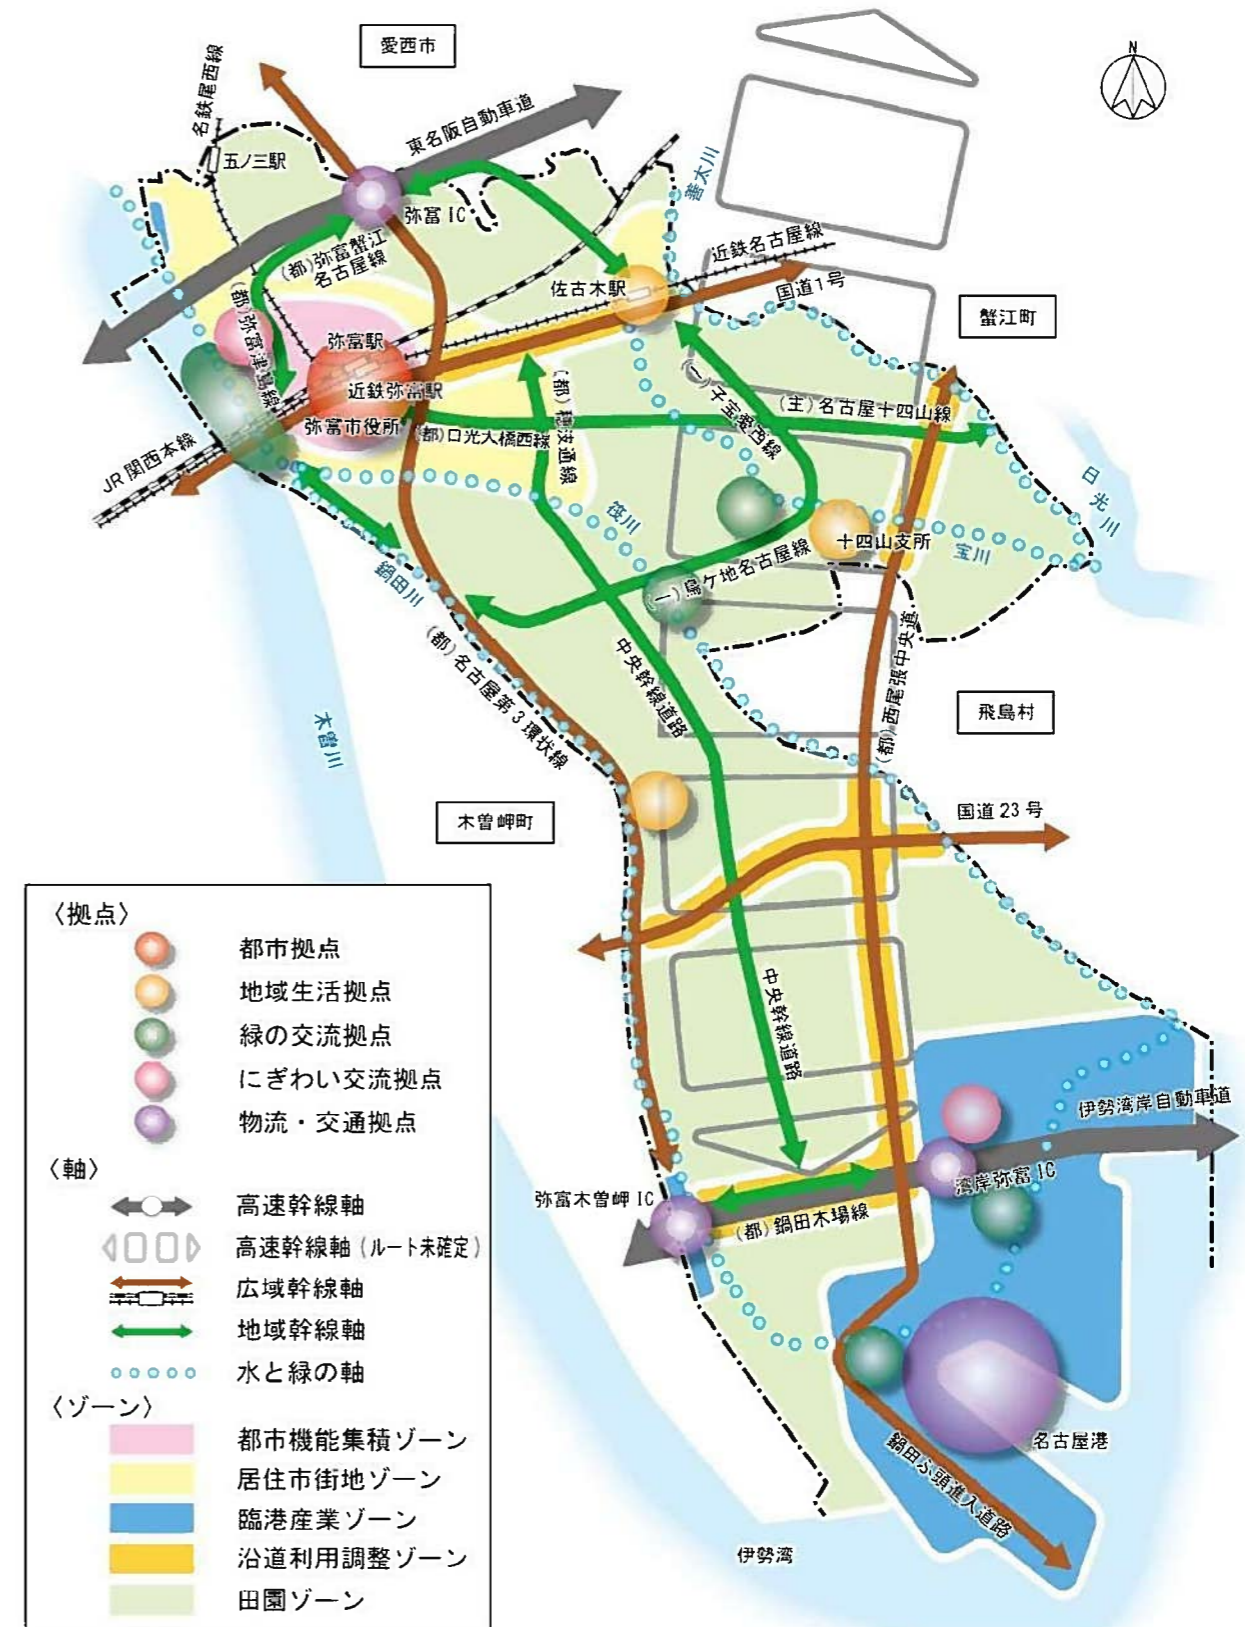 愛西市
N
名鉄尾西線
五ノ三駅
東名阪自動車道
弥富IC
善太川
(都)弥富蟹江
名古屋線
近鉄名古屋線
佐古木駅
国道1号
蟹江町
(都)弥富津島線
弥富駅
近鉄弥富駅
弥富市役所
(一)子宝愛西線
(主)名古屋十四山線
(都)日光大橋西線
(都)穂波通線
JR関西本線
日光川
筏川
十四山支所
宝川
鍋田川
(一)鳥ケ地名古屋線
(都)名古屋第3環状線
中央幹線道路
(都)西尾張中央道
飛島村
木曽川
木曽岬町
国道23号
中央幹線道路
伊勢湾岸自動車道
弥富木曽岬IC
湾岸弥富IC
(都)鍋田木場線
名古屋港
鍋田ふ頭進入道路
伊勢湾
〈拠点〉
都市拠点
地域生活拠点
緑の交流拠点
にぎわい交流拠点
物流・交通拠点
〈軸〉
高速幹線軸
高速幹線軸(ルート未確定)
広域幹線軸
地域幹線軸
水と緑の軸
〈ゾーン〉
都市機能集積ゾーン
居住市街地ゾーン
臨港産業ゾーン
沿道利用調整ゾーン
田園ゾーン